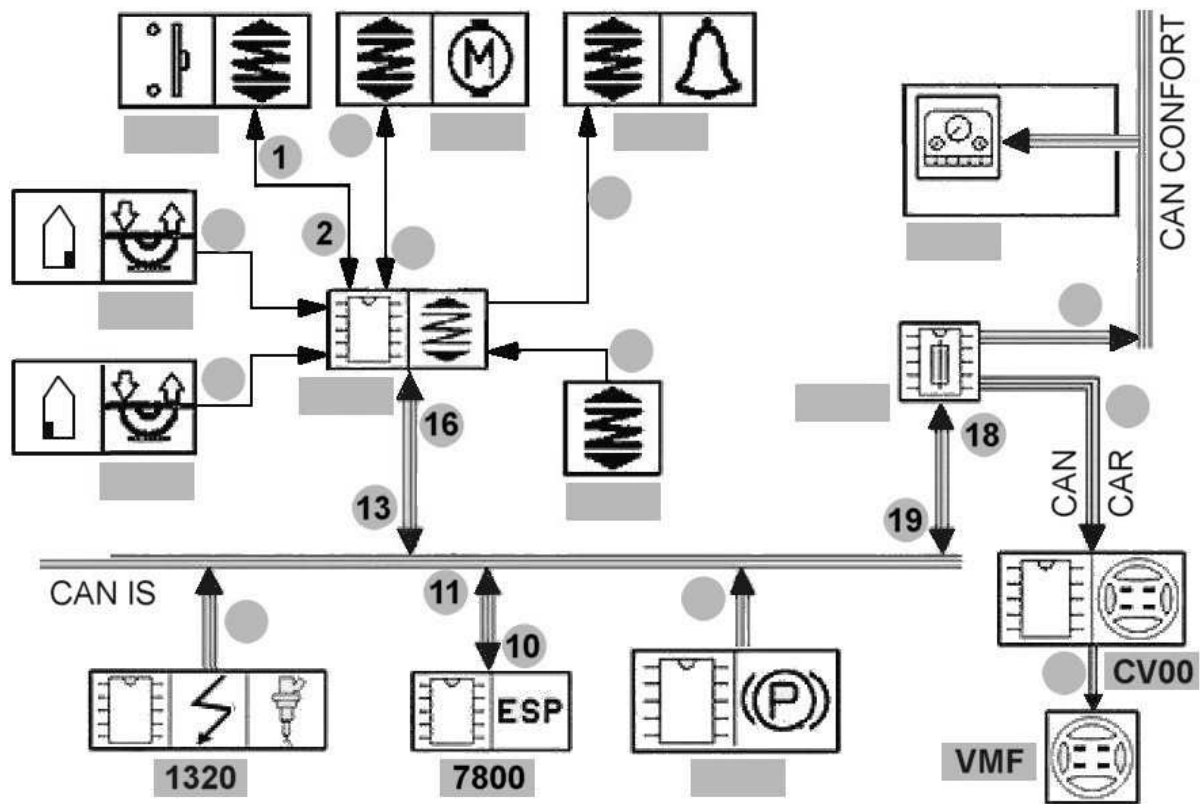 M
CAN CONFORT
1
2
16
18
13
19
CAN
CAR
CAN IS
11
10
ESP
P
CV00
1320
7800
VMF